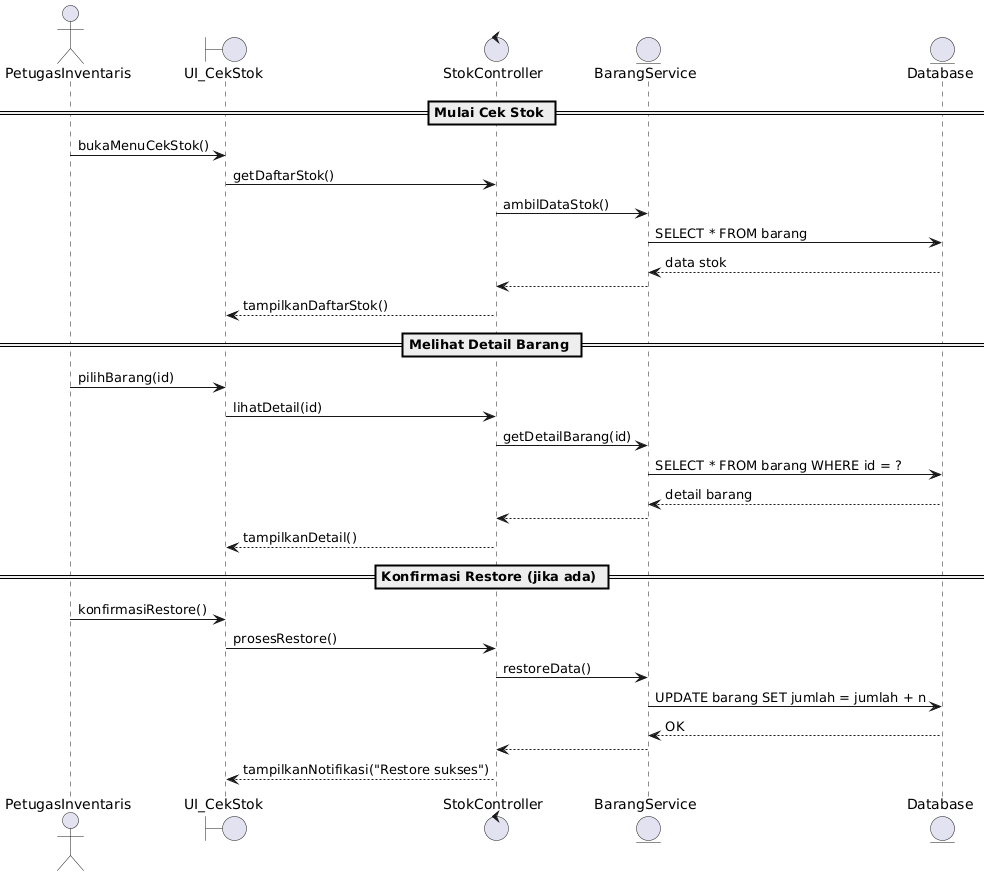 PetugasInventaris
UI_CekStok
StokController
BarangService
Database
Mulai Cek Stok
bukaMenuCekStok()
getDaftarStok()
ambilDataStok()
SELECT * FROM barang
data stok
tampilkanDaftarStok()
Melihat Detail Barang
pilihBarang(id)
lihatDetail(id)
getDetailBarang(id)
SELECT * FROM barang WHERE id = ?
detail barang
tampilkanDetail()
Konfirmasi Restore (jika ada)
konfirmasiRestore()
prosesRestore()
restoreData()
UPDATE barang SET jumlah = jumlah + n
OK
tampilkanNotifikasi("Restore sukses")
PetugasInventaris
UI_CekStok
StokController
BarangService
Database